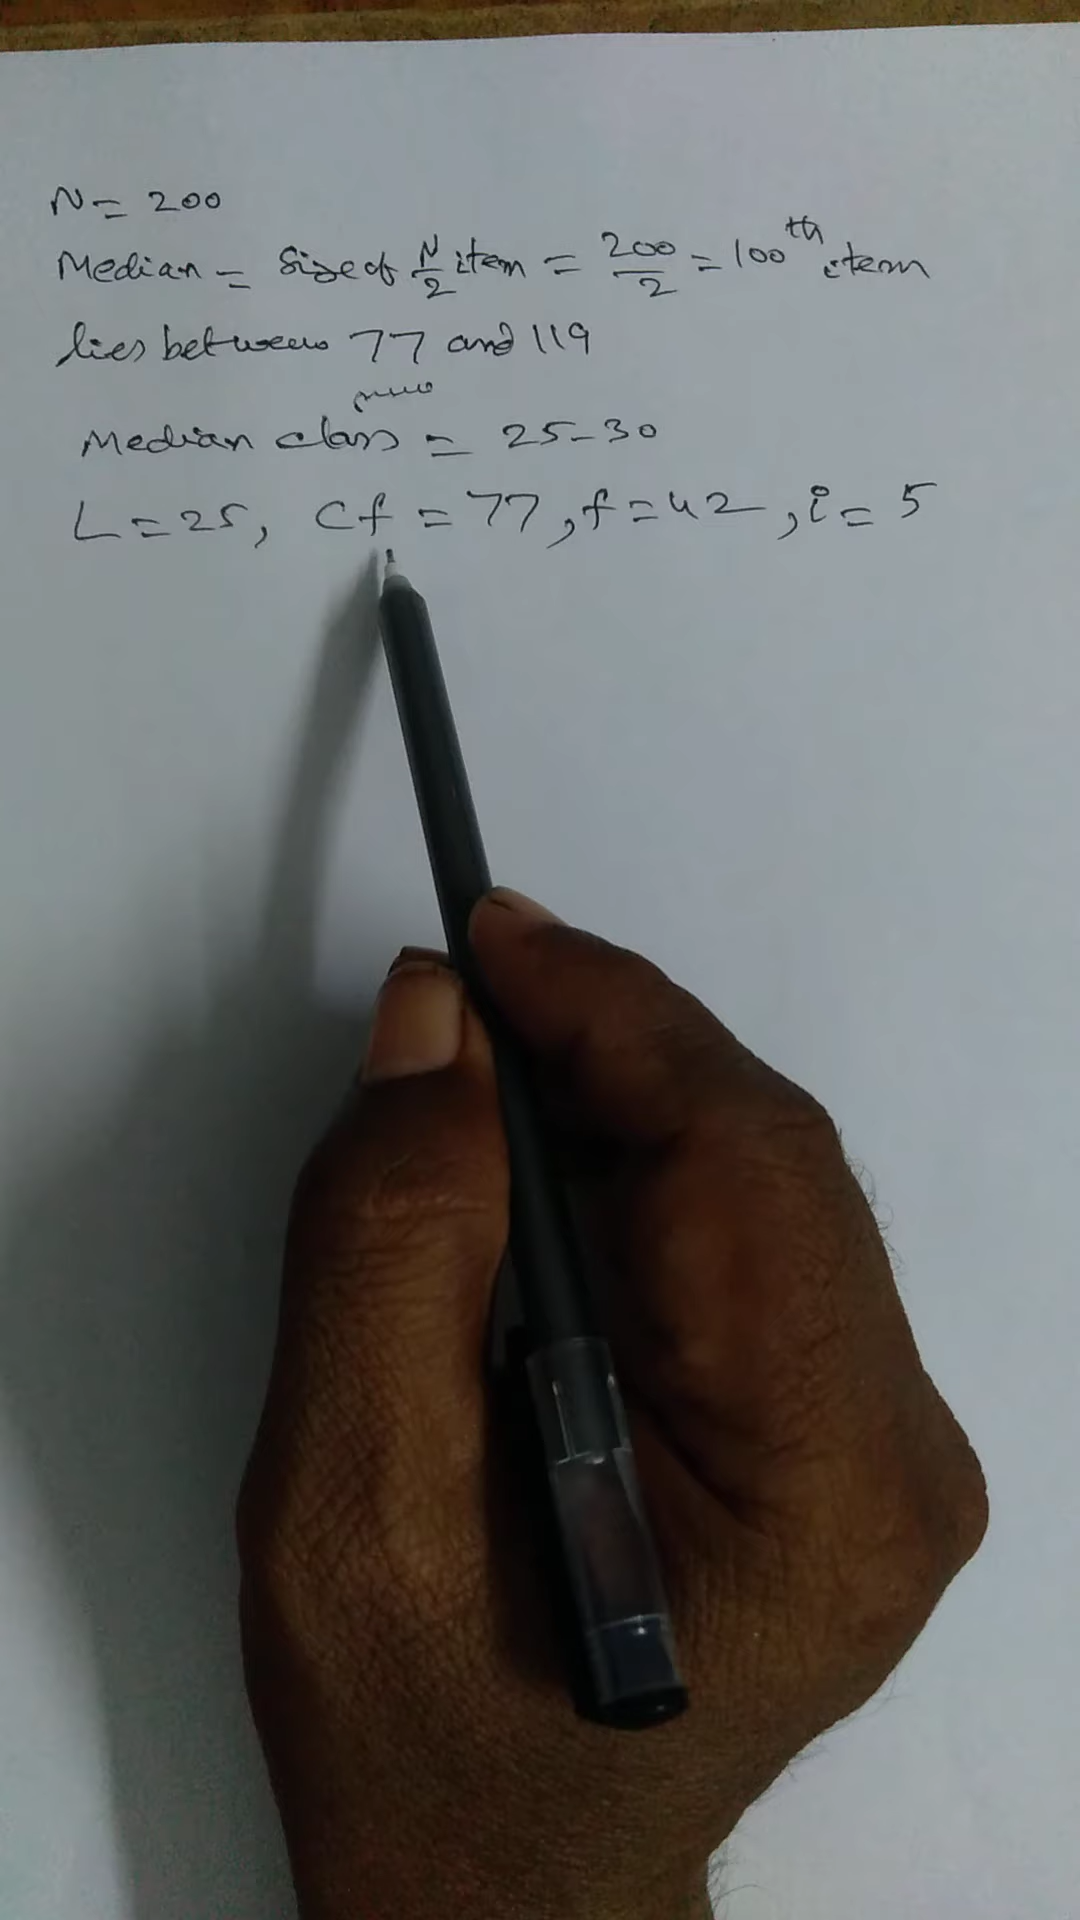 N = 200
Median = Size of N/2 item = 200/2 = 100th item
lies between 77 and 119
Median class = 25-30
L=25, Cf = 77, f=42, i= 5